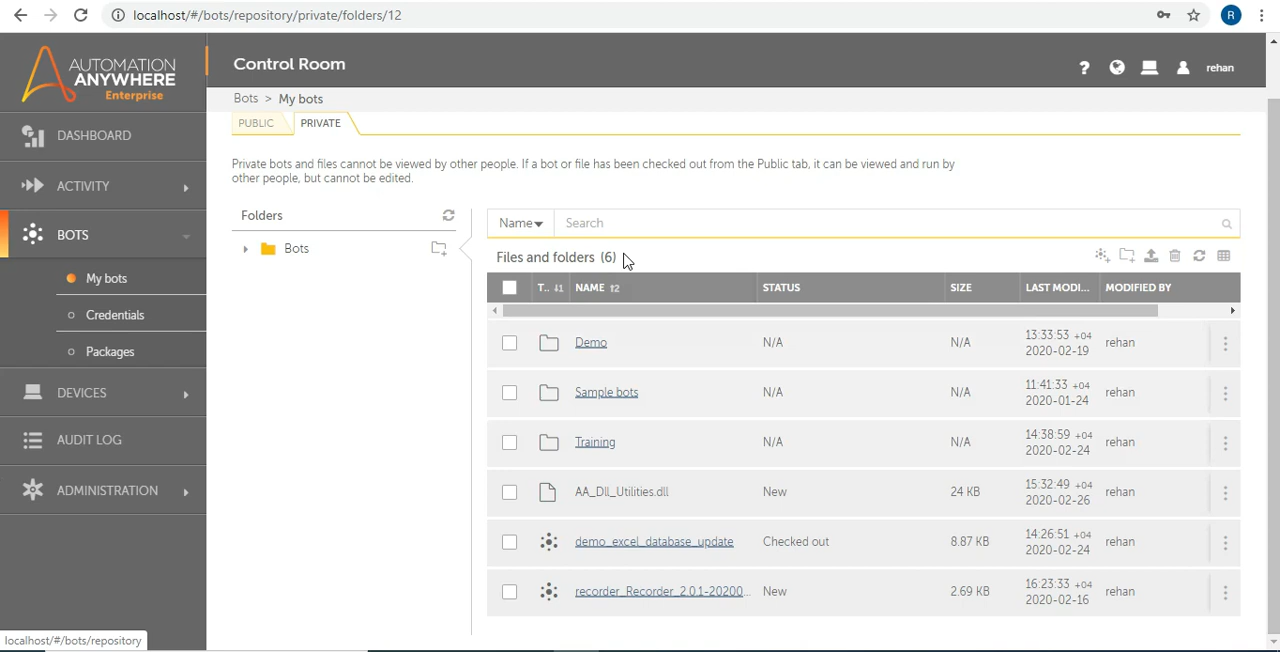 localhost/#/bots/repository/private/folders/12
R
AUTOMATION
ANYWHERE
Enterprise
Control Room
? rehan
Bots > My bots
PUBLIC PRIVATE
DASHBOARD
ACTIVITY
BOTS
My bots
Credentials
Packages
DEVICES
AUDIT LOG
ADMINISTRATION
Private bots and files cannot be viewed by other people. If a bot or file has been checked out from the Public tab, it can be viewed and run by
other people, but cannot be edited.
Folders
Bots
Name Search
Files and folders (6)
T.. NAME STATUS SIZE LAST MODI... MODIFIED BY
Demo N/A N/A 13:33:53 +04 rehan
2020-02-19
Sample bots N/A N/A 11:41:33 +04 rehan
2020-01-24
Training N/A N/A 14:38:59 +04 rehan
2020-02-24
AA_Dll_Utilities.dll New 24 KB 15:32:49 +04 rehan
2020-02-26
demo_excel_database_update Checked out 8.87 KB 14:26:51 +04 rehan
2020-02-24
recorder_Recorder_2.0.1-20200... New 2.69 KB 16:23:33 +04 rehan
2020-02-16
localhost/#/bots/repository